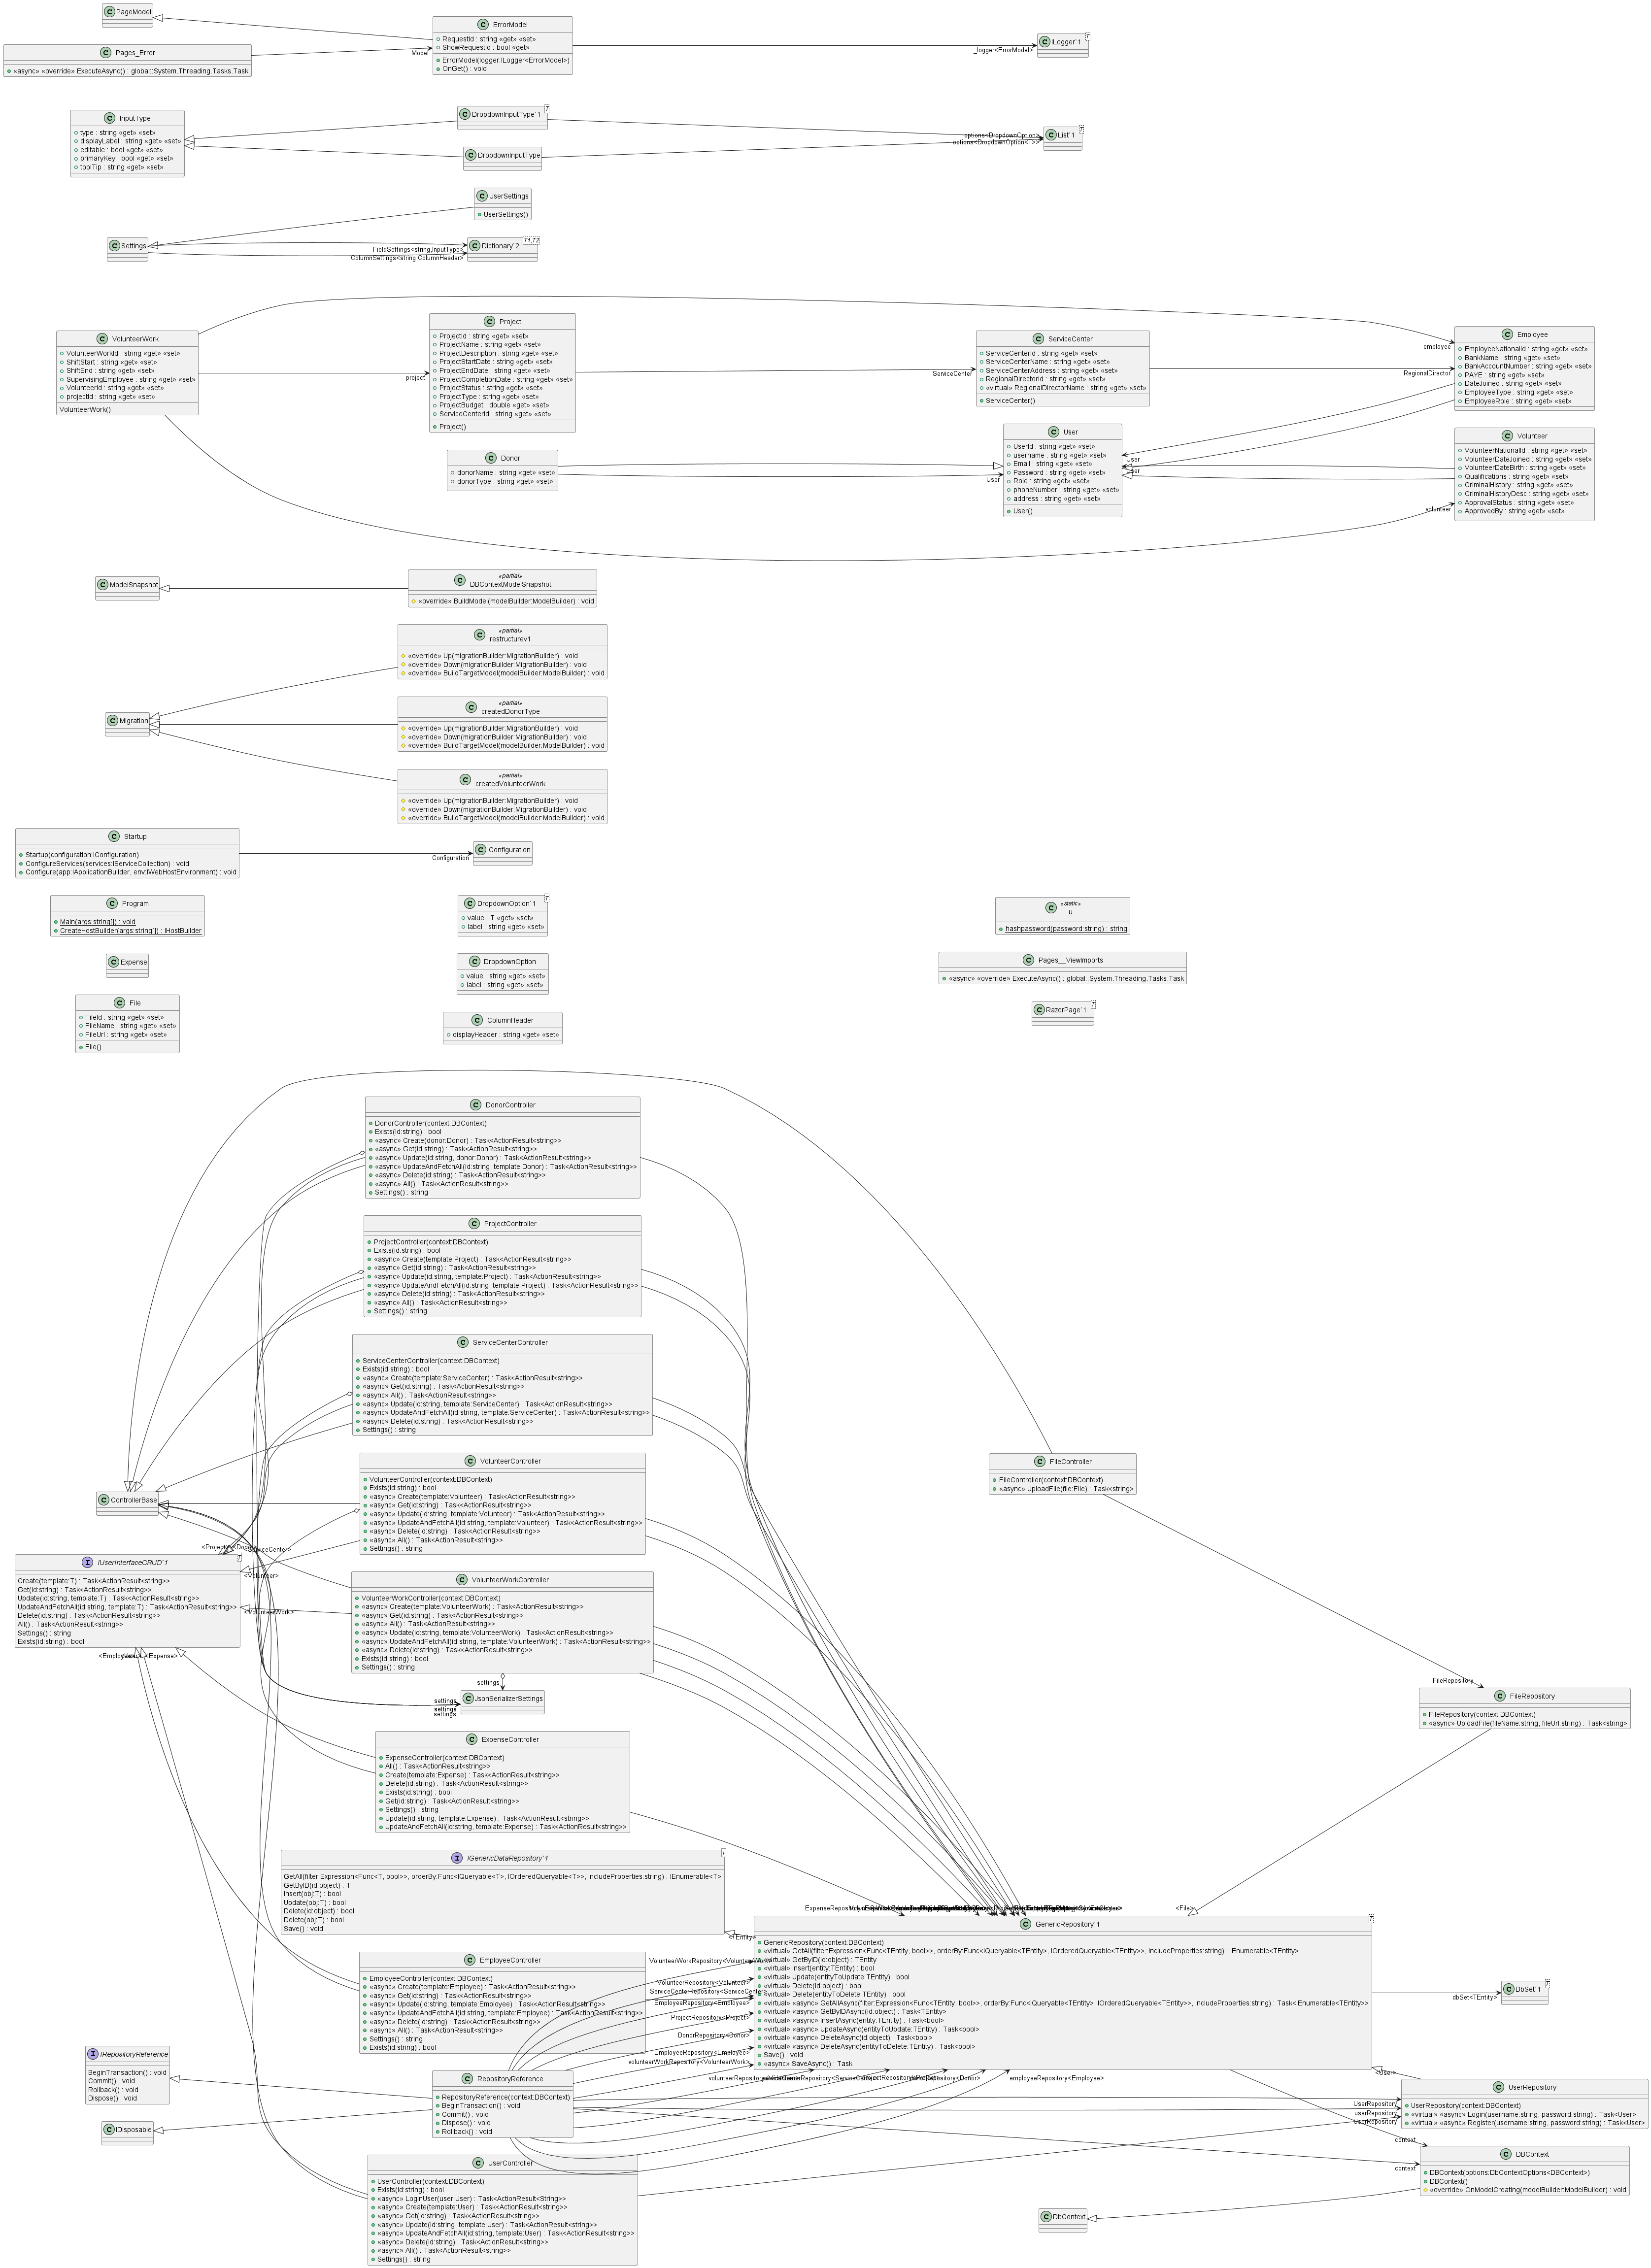 PageModel
Pages_Error
«async» «override» ExecuteAsync() : global::System.Threading.Tasks.Task
Model
ErrorModel
RequestId : string «get» «set»
ShowRequestId : bool «get»
ErrorModel(logger:ILogger<ErrorModel>)
OnGet() : void
_logger<ErrorModel>
ILogger`1
T
InputType
type : string «get» «set»
displayLabel : string «get» «set»
editable : bool «get» «set»
primaryKey : bool «get» «set»
toolTip : string «get» «set»
DropdownInputType`1
T
DropdownInputType
options<DropdownOption>
options<DropdownOption<T>>
List`1
T
UserSettings
UserSettings()
Settings
FieldSettings<string,InputType>
ColumnSettings<string,ColumnHeader>
Dictionary`2
T1,T2
VolunteerWork
VolunteerWorkId : string «get» «set»
ShiftStart : string «get» «set»
ShiftEnd : string «get» «set»
SupervisingEmployee : string «get» «set»
VolunteerId : string «get» «set»
projectId : string «get» «set»
VolunteerWork()
project
Project
ProjectId : string «get» «set»
ProjectName : string «get» «set»
ProjectDescription : string «get» «set»
ProjectStartDate : string «get» «set»
ProjectEndDate : string «get» «set»
ProjectCompletionDate : string «get» «set»
ProjectStatus : string «get» «set»
ProjectType : string «get» «set»
ProjectBudget : double «get» «set»
ServiceCenterId : string «get» «set»
Project()
ServiceCenter
ServiceCenter
ServiceCenterId : string «get» «set»
ServiceCenterName : string «get» «set»
ServiceCenterAddress : string «get» «set»
RegionalDirectorId : string «get» «set»
«virtual» RegionalDirectorName : string «get» «set»
ServiceCenter()
employee
RegionalDirector
Employee
EmployeeNationalId : string «get» «set»
BankName : string «get» «set»
BankAccountNumber : string «get» «set»
PAYE : string «get» «set»
DateJoined : string «get» «set»
EmployeeType : string «get» «set»
EmployeeRole : string «get» «set»
Donor
donorName : string «get» «set»
donorType : string «get» «set»
User
User
UserId : string «get» «set»
username : string «get» «set»
Email : string «get» «set»
Password : string «get» «set»
Role : string «get» «set»
phoneNumber : string «get» «set»
address : string «get» «set»
User()
User
User
volunteer
Volunteer
VolunteerNationalId : string «get» «set»
VolunteerDateJoined : string «get» «set»
VolunteerDateBirth : string «get» «set»
Qualifications : string «get» «set»
CriminalHistory : string «get» «set»
CriminalHistoryDesc : string «get» «set»
ApprovalStatus : string «get» «set»
ApprovedBy : string «get» «set»
ModelSnapshot
«partial»
DBContextModelSnapshot
«override» BuildModel(modelBuilder:ModelBuilder) : void
Migration
«partial»
restructurev1
«override» Up(migrationBuilder:MigrationBuilder) : void
«override» Down(migrationBuilder:MigrationBuilder) : void
«override» BuildTargetModel(modelBuilder:ModelBuilder) : void
«partial»
createdDonorType
«override» Up(migrationBuilder:MigrationBuilder) : void
«override» Down(migrationBuilder:MigrationBuilder) : void
«override» BuildTargetModel(modelBuilder:ModelBuilder) : void
«partial»
createdVolunteerWork
«override» Up(migrationBuilder:MigrationBuilder) : void
«override» Down(migrationBuilder:MigrationBuilder) : void
«override» BuildTargetModel(modelBuilder:ModelBuilder) : void
Startup
Startup(configuration:IConfiguration)
ConfigureServices(services:IServiceCollection) : void
Configure(app:IApplicationBuilder, env:IWebHostEnvironment) : void
Configuration
IConfiguration
Program
Main(args:string[]) : void
CreateHostBuilder(args:string[]) : IHostBuilder
DropdownOption`1
T
value : T «get» «set»
label : string «get» «set»
«static»
u
hashpassword(password:string) : string
Expense
DropdownOption
value : string «get» «set»
label : string «get» «set»
Pages__ViewImports
«async» «override» ExecuteAsync() : global::System.Threading.Tasks.Task
File
FileId : string «get» «set»
FileName : string «get» «set»
FileUrl : string «get» «set»
File()
ColumnHeader
displayHeader : string «get» «set»
RazorPage`1
T
DonorController
DonorController(context:DBContext)
Exists(id:string) : bool
«async» Create(donor:Donor) : Task<ActionResult<string>>
«async» Get(id:string) : Task<ActionResult<string>>
«async» Update(id:string, donor:Donor) : Task<ActionResult<string>>
«async» UpdateAndFetchAll(id:string, template:Donor) : Task<ActionResult<string>>
«async» Delete(id:string) : Task<ActionResult<string>>
«async» All() : Task<ActionResult<string>>
Settings() : string
ProjectController
ProjectController(context:DBContext)
Exists(id:string) : bool
«async» Create(template:Project) : Task<ActionResult<string>>
«async» Get(id:string) : Task<ActionResult<string>>
«async» Update(id:string, template:Project) : Task<ActionResult<string>>
«async» UpdateAndFetchAll(id:string, template:Project) : Task<ActionResult<string>>
«async» Delete(id:string) : Task<ActionResult<string>>
«async» All() : Task<ActionResult<string>>
Settings() : string
ServiceCenterController
ServiceCenterController(context:DBContext)
Exists(id:string) : bool
«async» Create(template:ServiceCenter) : Task<ActionResult<string>>
«async» Get(id:string) : Task<ActionResult<string>>
«async» All() : Task<ActionResult<string>>
«async» Update(id:string, template:ServiceCenter) : Task<ActionResult<string>>
«async» UpdateAndFetchAll(id:string, template:ServiceCenter) : Task<ActionResult<string>>
«async» Delete(id:string) : Task<ActionResult<string>>
Settings() : string
VolunteerController
VolunteerController(context:DBContext)
Exists(id:string) : bool
«async» Create(template:Volunteer) : Task<ActionResult<string>>
«async» Get(id:string) : Task<ActionResult<string>>
«async» Update(id:string, template:Volunteer) : Task<ActionResult<string>>
«async» UpdateAndFetchAll(id:string, template:Volunteer) : Task<ActionResult<string>>
«async» Delete(id:string) : Task<ActionResult<string>>
«async» All() : Task<ActionResult<string>>
Settings() : string
FileController
FileController(context:DBContext)
«async» UploadFile(file:File) : Task<string>
ControllerBase
<Volunteer>
<VolunteerWork>
<Expense>
IUserInterfaceCRUD`1
T
Create(template:T) : Task<ActionResult<string>>
Get(id:string) : Task<ActionResult<string>>
Update(id:string, template:T) : Task<ActionResult<string>>
UpdateAndFetchAll(id:string, template:T) : Task<ActionResult<string>>
Delete(id:string) : Task<ActionResult<string>>
All() : Task<ActionResult<string>>
Settings() : string
Exists(id:string) : bool
VolunteerWorkController
VolunteerWorkController(context:DBContext)
«async» Create(template:VolunteerWork) : Task<ActionResult<string>>
«async» Get(id:string) : Task<ActionResult<string>>
«async» All() : Task<ActionResult<string>>
«async» Update(id:string, template:VolunteerWork) : Task<ActionResult<string>>
«async» UpdateAndFetchAll(id:string, template:VolunteerWork) : Task<ActionResult<string>>
«async» Delete(id:string) : Task<ActionResult<string>>
Exists(id:string) : bool
Settings() : string
settings
settings
settings
settings
JsonSerializerSettings
FileRepository
FileRepository
FileRepository(context:DBContext)
«async» UploadFile(fileName:string, fileUrl:string) : Task<string>
ExpenseController
ExpenseController(context:DBContext)
All() : Task<ActionResult<string>>
Create(template:Expense) : Task<ActionResult<string>>
Delete(id:string) : Task<ActionResult<string>>
Exists(id:string) : bool
Get(id:string) : Task<ActionResult<string>>
Settings() : string
Update(id:string, template:Expense) : Task<ActionResult<string>>
UpdateAndFetchAll(id:string, template:Expense) : Task<ActionResult<string>>
IGenericDataRepository`1
T
GetAll(filter:Expression<Func<T, bool>>, orderBy:Func<IQueryable<T>, IOrderedQueryable<T>>, includeProperties:string) : IEnumerable<T>
GetByID(id:object) : T
Insert(obj:T) : bool
Update(obj:T) : bool
Delete(id:object) : bool
Delete(obj:T) : bool
Save() : void
<TEntity>
<File>
GenericRepository`1
T
GenericRepository(context:DBContext)
«virtual» GetAll(filter:Expression<Func<TEntity, bool>>, orderBy:Func<IQueryable<TEntity>, IOrderedQueryable<TEntity>>, includeProperties:string) : IEnumerable<TEntity>
«virtual» GetByID(id:object) : TEntity
«virtual» Insert(entity:TEntity) : bool
«virtual» Update(entityToUpdate:TEntity) : bool
«virtual» Delete(id:object) : bool
«virtual» Delete(entityToDelete:TEntity) : bool
«virtual» «async» GetAllAsync(filter:Expression<Func<TEntity, bool>>, orderBy:Func<IQueryable<TEntity>, IOrderedQueryable<TEntity>>, includeProperties:string) : Task<IEnumerable<TEntity>>
«virtual» «async» GetByIDAsync(id:object) : Task<TEntity>
«virtual» «async» InsertAsync(entity:TEntity) : Task<bool>
«virtual» «async» UpdateAsync(entityToUpdate:TEntity) : Task<bool>
«virtual» «async» DeleteAsync(id:object) : Task<bool>
«virtual» «async» DeleteAsync(entityToDelete:TEntity) : Task<bool>
Save() : void
«async» SaveAsync() : Task
dbSet<TEntity>
DbSet`1
T
EmployeeController
EmployeeController(context:DBContext)
«async» Create(template:Employee) : Task<ActionResult<string>>
«async» Get(id:string) : Task<ActionResult<string>>
«async» Update(id:string, template:Employee) : Task<ActionResult<string>>
«async» UpdateAndFetchAll(id:string, template:Employee) : Task<ActionResult<string>>
«async» Delete(id:string) : Task<ActionResult<string>>
«async» All() : Task<ActionResult<string>>
Settings() : string
Exists(id:string) : bool
VolunteerWorkRepository<VolunteerWork>
VolunteerRepository<Volunteer>
ServiceCenterRepository<ServiceCenter>
EmployeeRepository<Employee>
ProjectRepository<Project>
DonorRepository<Donor>
EmployeeRepository<Employee>
volunteerWorkRepository<VolunteerWork>
employeeRepository<Employee>
IRepositoryReference
BeginTransaction() : void
Commit() : void
Rollback() : void
Dispose() : void
RepositoryReference
RepositoryReference(context:DBContext)
BeginTransaction() : void
Commit() : void
Dispose() : void
Rollback() : void
<User>
UserRepository
userRepository
UserRepository
UserRepository
UserRepository(context:DBContext)
«virtual» «async» Login(username:string, password:string) : Task<User>
«virtual» «async» Register(username:string, password:string) : Task<User>
IDisposable
context
context
DBContext
DBContext(options:DbContextOptions<DBContext>)
DBContext()
«override» OnModelCreating(modelBuilder:ModelBuilder) : void
UserController
UserController(context:DBContext)
Exists(id:string) : bool
«async» LoginUser(user:User) : Task<ActionResult<String>>
«async» Create(template:User) : Task<ActionResult<string>>
«async» Get(id:string) : Task<ActionResult<string>>
«async» Update(id:string, template:User) : Task<ActionResult<string>>
«async» UpdateAndFetchAll(id:string, template:User) : Task<ActionResult<string>>
«async» Delete(id:string) : Task<ActionResult<string>>
«async» All() : Task<ActionResult<string>>
Settings() : string
DbContext